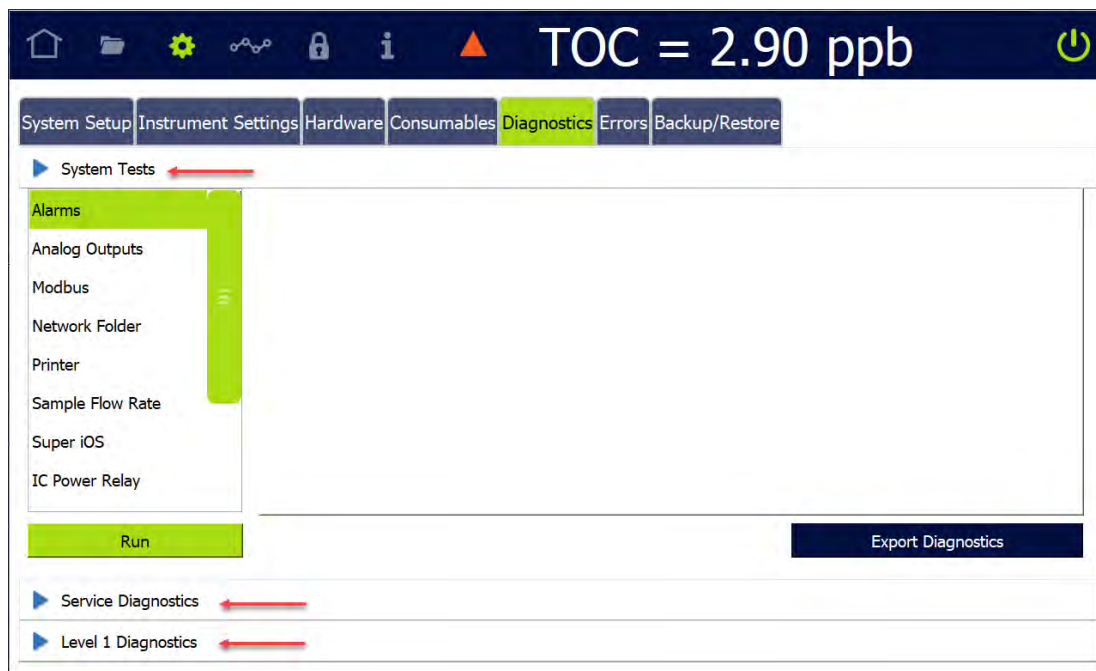 TOC = 2.90 ppb
System Setup Instrument Settings Hardware Consumables Diagnostics Errors Backup/Restore
System Tests
Alarms
Analog Outputs
Modbus
Network Folder
Printer
Sample Flow Rate
Super iOS
IC Power Relay
Run Export Diagnostics
Service Diagnostics
Level 1 Diagnostics